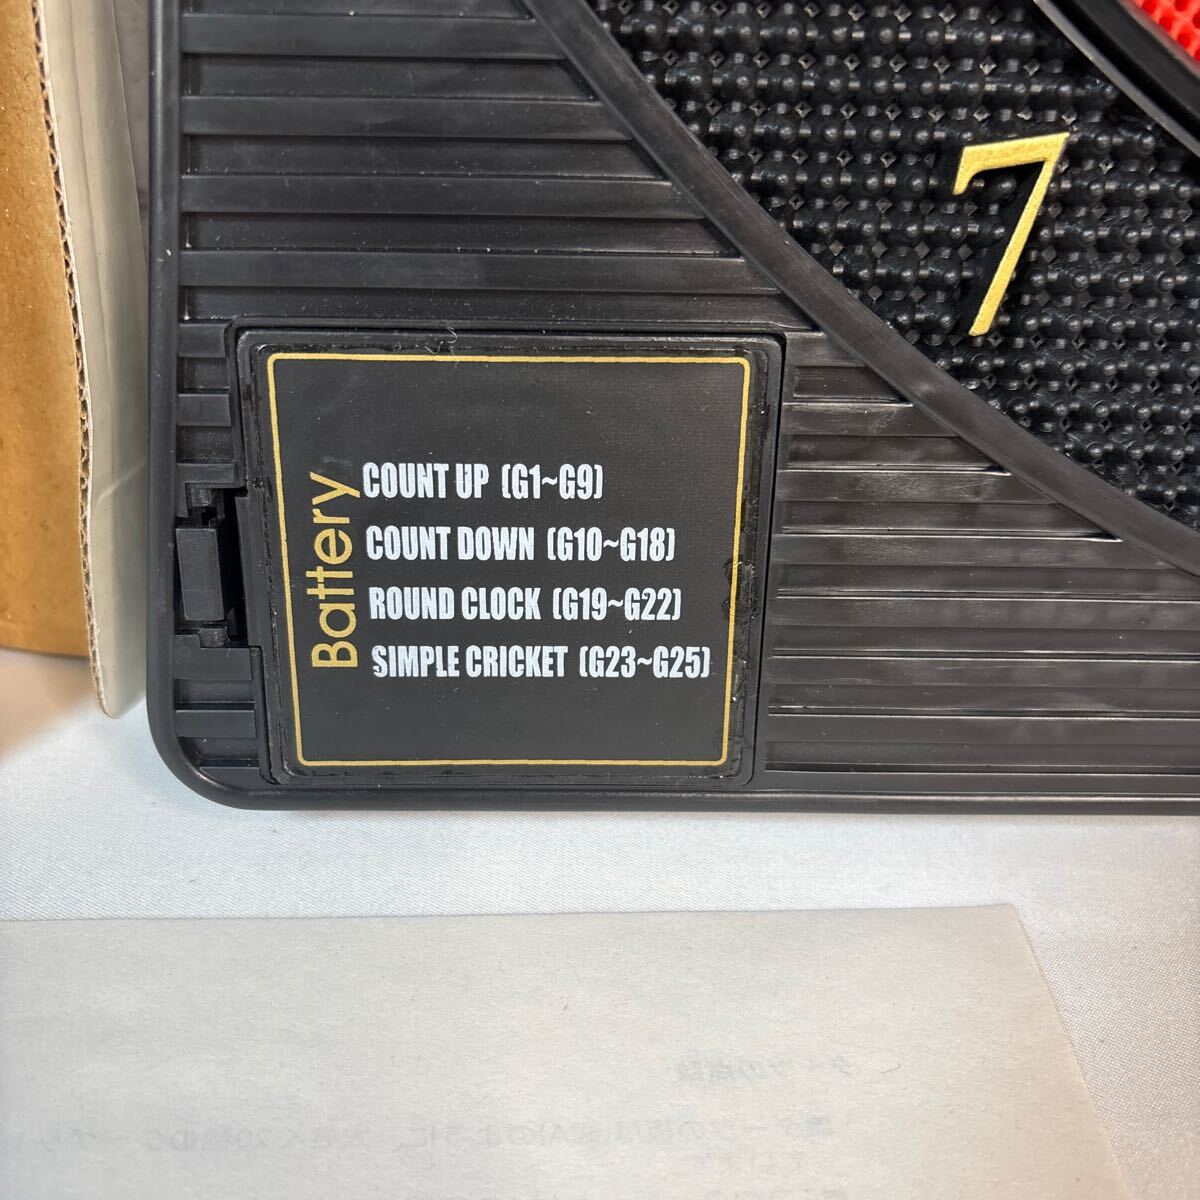 7
Battery
COUNT UP (G1~G9)
COUNT DOWN (G10~G18)
ROUND CLOCK (G19~G22)
SIMPLE CRICKET (G23~G25)